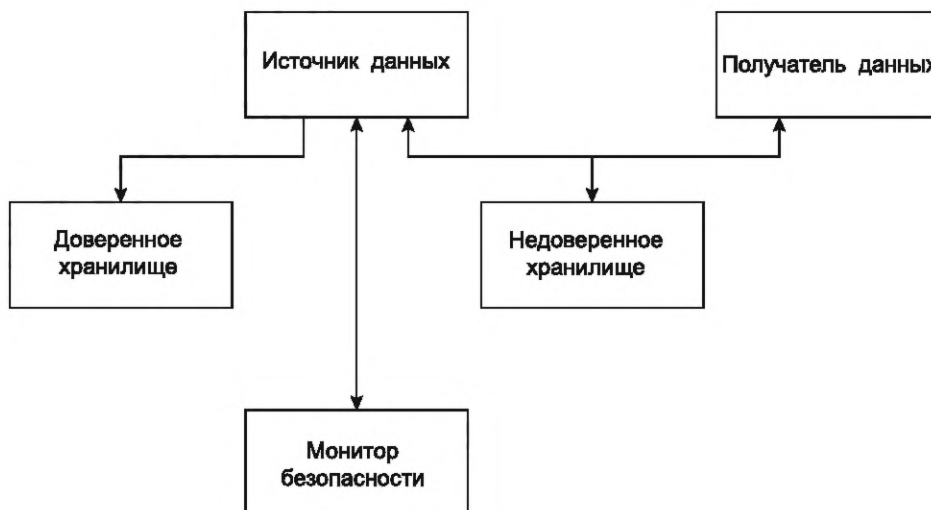 Источник данных
Получатель данных
Доверенное
хранилище
Недоверенное
хранилище
Монитор
безопасности